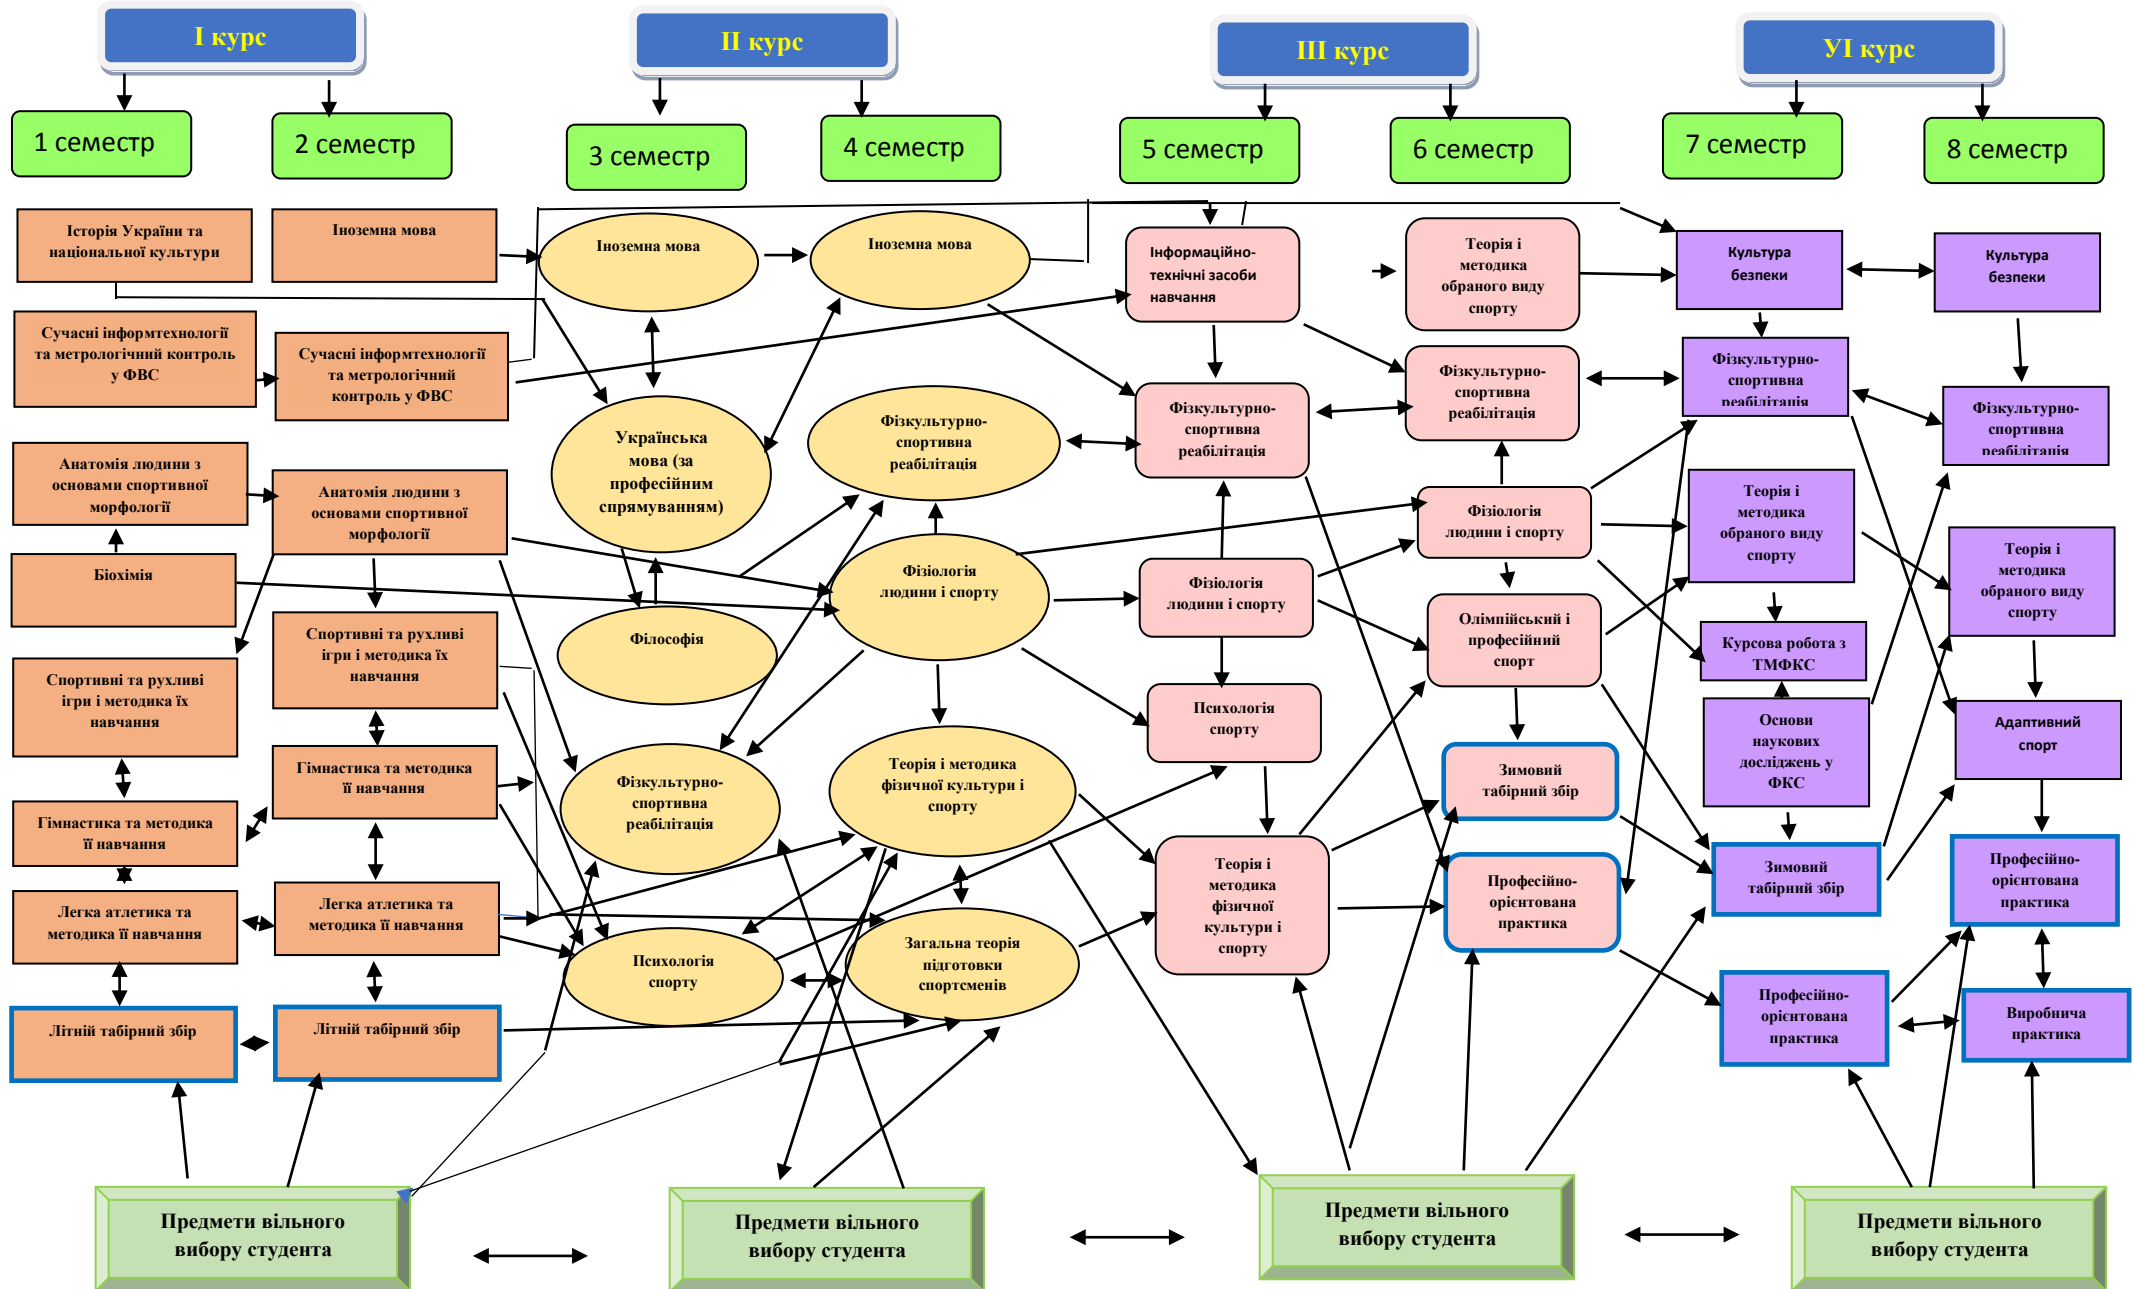 І курс
ІІ курс
ІІІ курс
УІ курс
1 семестр
2 семестр
3 семестр
4 семестр
5 семестр
6 семестр
7 семестр
8 семестр
Історія України та
національної культури
Сучасні інформтехнології
та метрологічний контроль
у ФВС
Анатомія людини з
основами спортивної
морфології
Біохімія
Спортивні та рухливі
ігри і методика їх
навчання
Гімнастика та методика
її навчання
Легка атлетика та
методика її навчання
Літній табірний збір
Іноземна мова
Сучасні інформтехнології
та метрологічний
контроль у ФВС
Анатомія людини з
основами спортивної
морфології
Спортивні та рухливі
ігри і методика їх
навчання
Гімнастика та методика
її навчання
Легка атлетика та
методика її навчання
Літній табірний збір
Іноземна мова
Українська
мова (за
професійним
спрямуванням)
Філософія
Фізкультурно-
спортивна
реабілітація
Психологія
спорту
Іноземна мова
Фізкультурно-
спортивна
реабілітація
Фізіологія
людини і спорту
Теорія і методика
фізичної культури і
спорту
Загальна теорія
підготовки
спортсменів
Інформаційно-
технічні засоби
навчання
Фізкультурно-
спортивна
реабілітація
Фізіологія
людини і спорту
Психологія
спорту
Теорія і
методика
фізичної
культури і
спорту
Теорія і
методика
обраного виду
спорту
Фізкультурно-
спортивна
реабілітація
Фізіологія
людини і спорту
Олімпійський і
професійний
спорт
Зимовий
табірний збір
Професійно-
орієнтована
практика
Культура
безпеки
Фізкультурно-
спортивна
реабілітація
Теорія і
методика
обраного виду
спорту
Курсова робота з
ТМФКС
Основи
наукових
досліджень у
ФКС
Зимовий
табірний збір
Професійно-
орієнтована
практика
Культура
безпеки
Фізкультурно-
спортивна
реабілітація
Теорія і
методика
обраного виду
спорту
Адаптивний
спорт
Професійно-
орієнтована
практика
Виробнича
практика
Предмети вільного
вибору студента
Предмети вільного
вибору студента
Предмети вільного
вибору студента
Предмети вільного
вибору студента